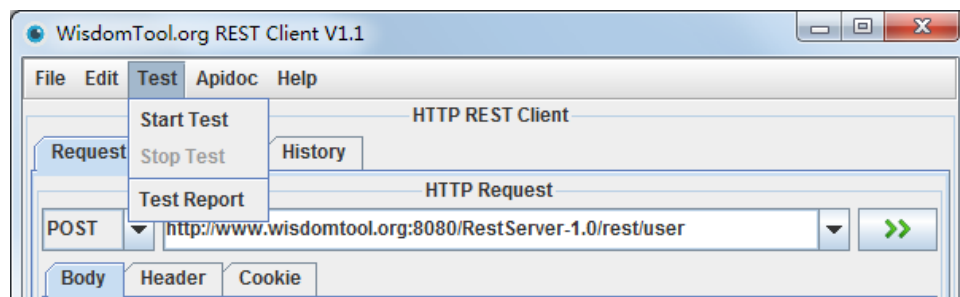 WisdomTool.org REST Client V1.1
File Edit Test Apidoc Help
Start Test
HTTP REST Client
Request
Stop Test
History
Test Report
HTTP Request
POST
http://www.wisdomtool.org:8080/RestServer-1.0/rest/user
>>
Body Header Cookie